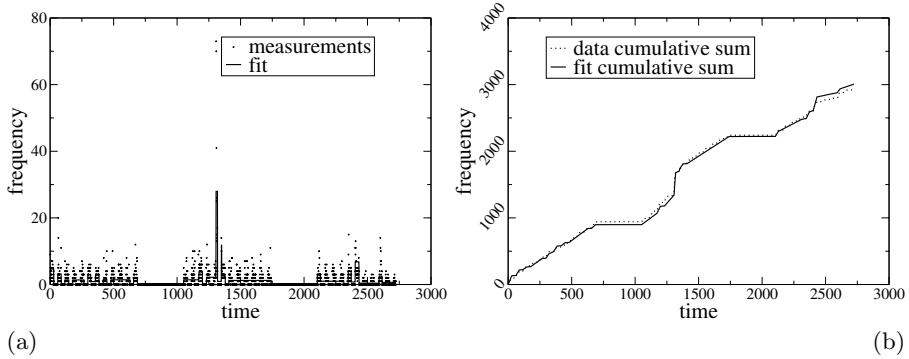 80
60
40
20
0
frequency
measurements
fit
0 500 1000 1500 2000 2500 3000
time
(a)
4000
3000
2000
1000
0
frequency
data cumulative sum
fit cumulative sum
0 500 1000 1500 2000 2500 3000
time
(b)